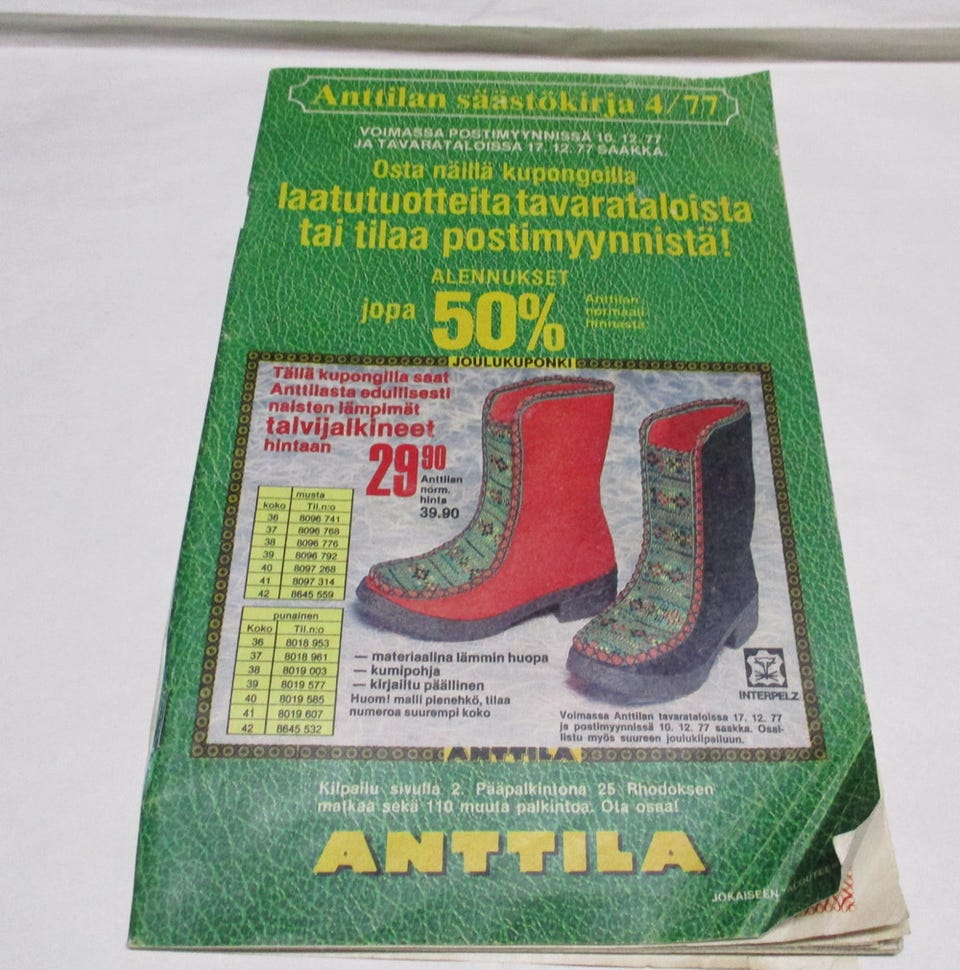 Anttilan säästökirja 4/77
VOIMASSA POSTIMYYNNISSÄ 10. 12. 77
JA TAVARATALOISSA 17. 12. 77 SAAKKA.
Osta näillä kupongeilla
laatutuotteita tavarataloista
tai tilaa postimyynnistä!
ALENNUKSET
jopa 50% Anttilan
normaali-
hinnasta
JOULUKUPONKI
Tällä kupongilla saat
Anttilasta edullisesti
naisten lämpimät
talvijalkineet
hintaan
29 90
Anttilan
norm.
hinta
39.90
musta
koko Til.n:o
36 8096 741
37 8096 768
38 8096 776
39 8096 792
40 8097 268
41 8097 314
42 8645 559
punainen
Koko Til.n:o
36 8018 953
37 8018 961
38 8019 003
39 8019 577
40 8019 585
41 8019 607
42 8645 532
— materiaalina lämmin huopa
— kumipohja
— kirjailtu päällinen
Huom! malli pienehkö, tilaa
numeroa suurempi koko
INTERPELZ
Voimassa Anttilan tavarataloissa 17. 12. 77
ja postimyynnissä 10. 12. 77 saakka. Osal-
listu myös suureen joulukilpailuun.
ANTTILA
Kilpailu sivulla 2. Pääpalkintona 25 Rhodoksen
matkaa sekä 110 muuta palkintoa. Ota osaa!
ANTTILA
JOKAISEEN